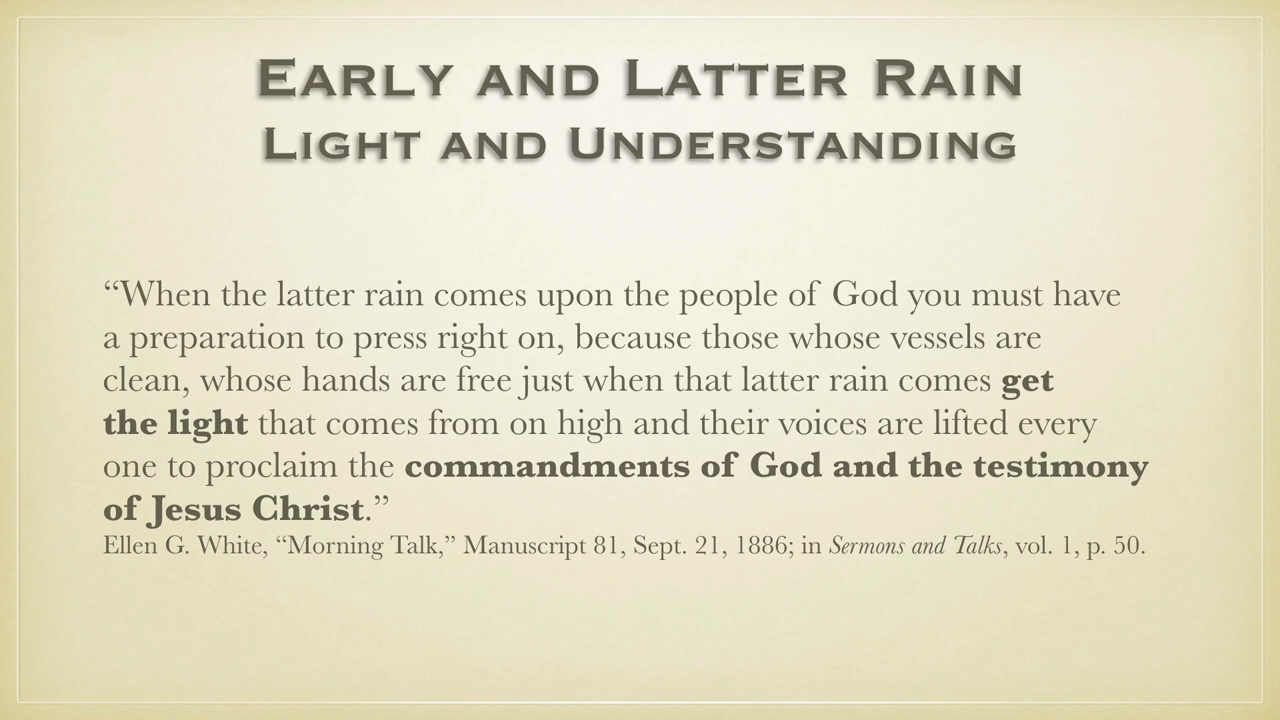 Early and Latter Rain
Light and Understanding
“When the latter rain comes upon the people of God you must have
a preparation to press right on, because those whose vessels are
clean, whose hands are free just when that latter rain comes get
the light that comes from on high and their voices are lifted every
one to proclaim the commandments of God and the testimony
of Jesus Christ.”
Ellen G. White, “Morning Talk,” Manuscript 81, Sept. 21, 1886; in Sermons and Talks, vol. 1, p. 50.